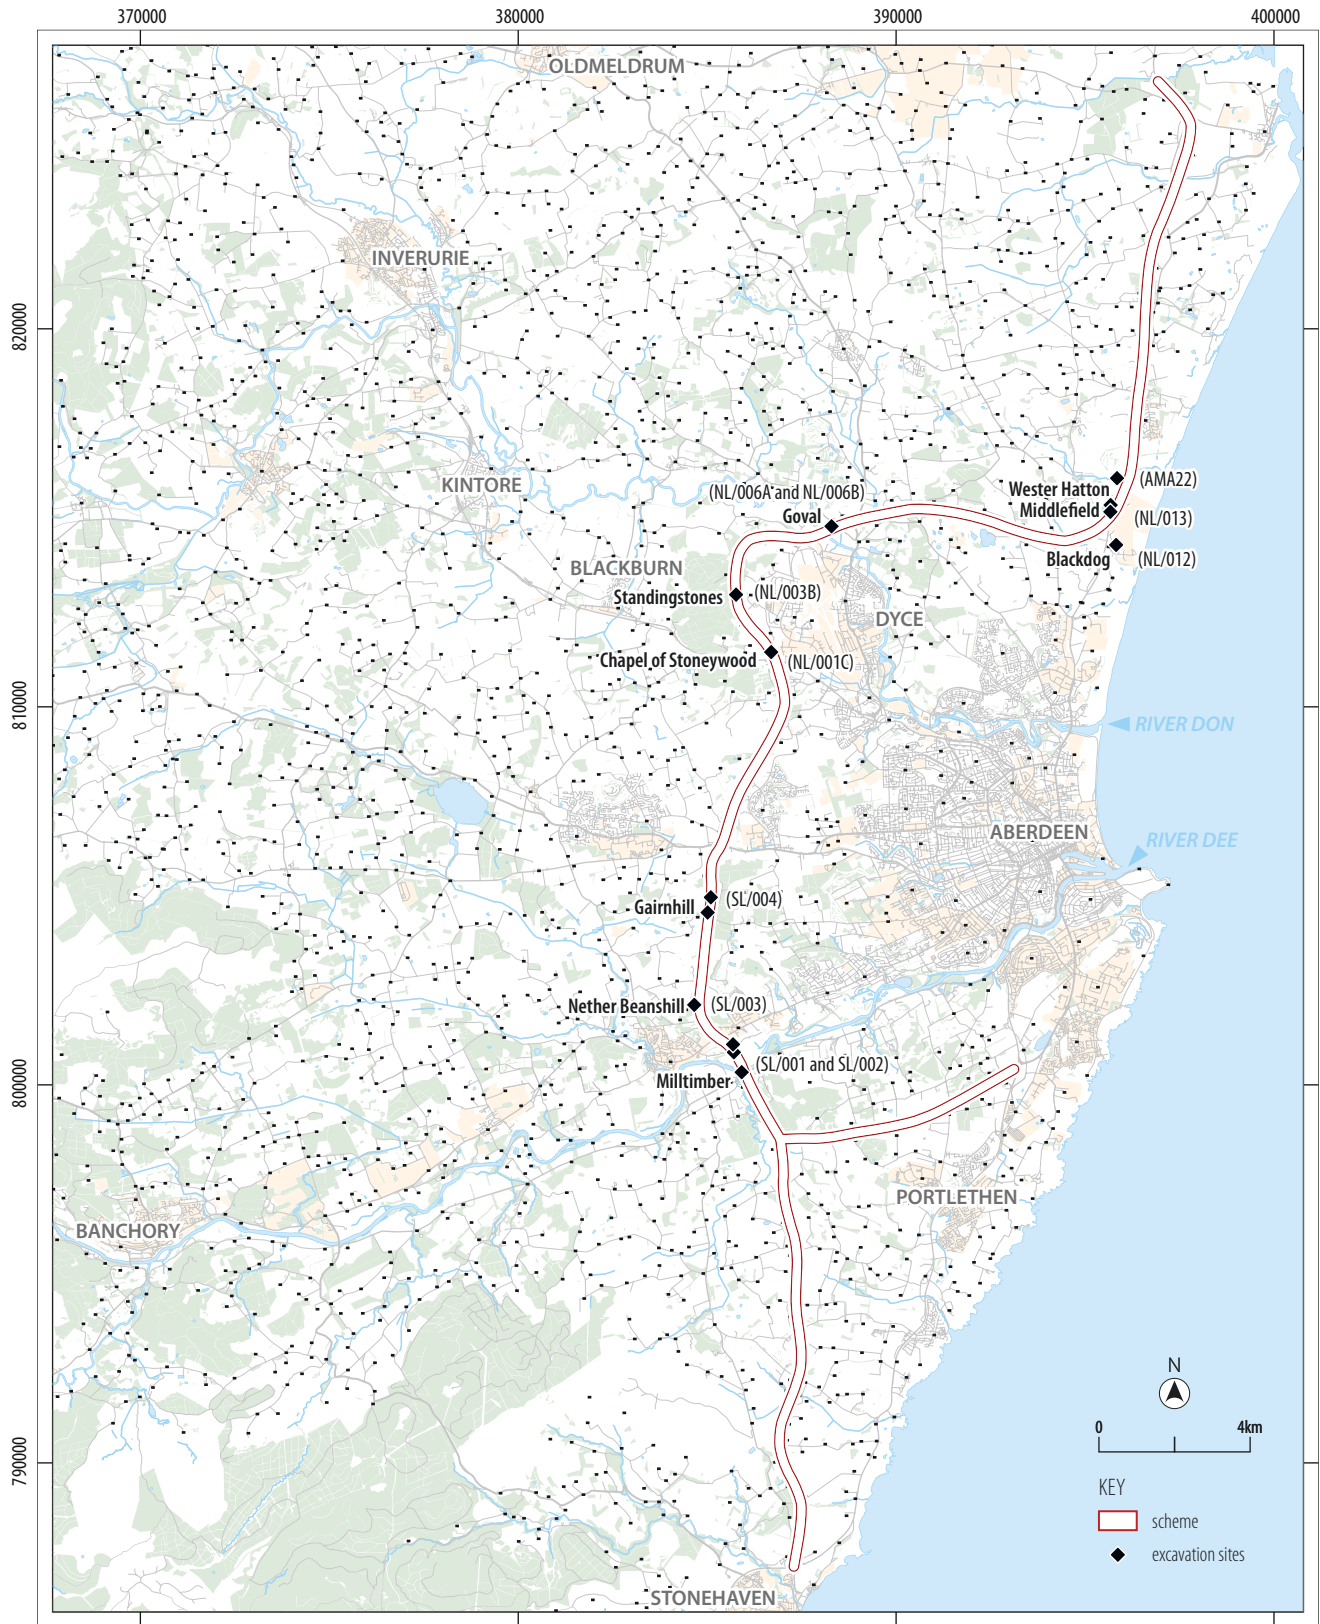 370000
380000
390000
400000
OLDMELDRUM
INVERURIE
820000
KINTORE
(NL/006A and NL/006B)
Goval
Wester Hatton
(AMA22)
Middlefield
(NL/013)
Blackdog
(NL/012)
BLACKBURN
Standingstones
(NL/003B)
DYCE
Chapel of Stoneywood
(NL/001C)
810000
RIVER DON
ABERDEEN
RIVER DEE
Gairnhill
(SL/004)
Nether Beanshill
(SL/003)
(SL/001 and SL/002)
Milltimber
800000
PORTLETHEN
BANCHORY
N
0 4km
790000
KEY
scheme
excavation sites
STONEHAVEN